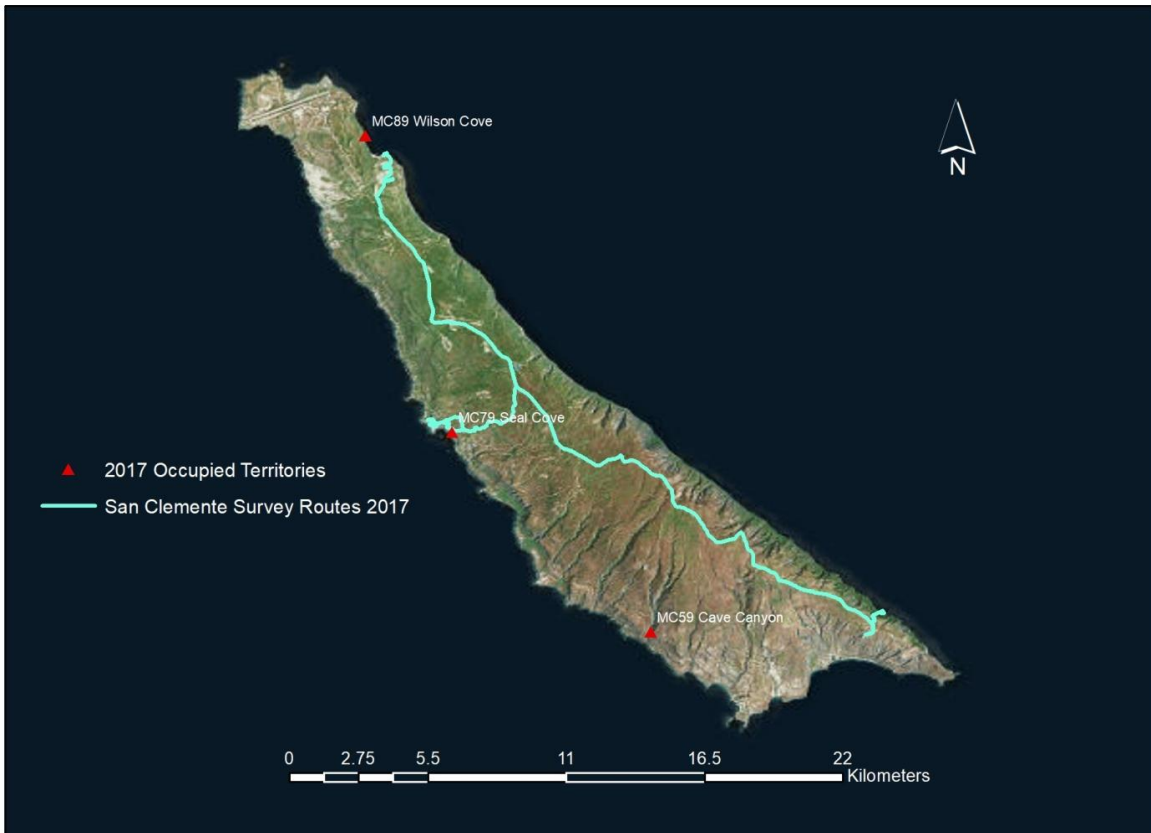 MC89 Wilson Cove
N
MC79 Seal Cove
2017 Occupied Territories
San Clemente Survey Routes 2017
MC59 Cave Canyon
0 2.75 5.5 11 16.5 22
Kilometers